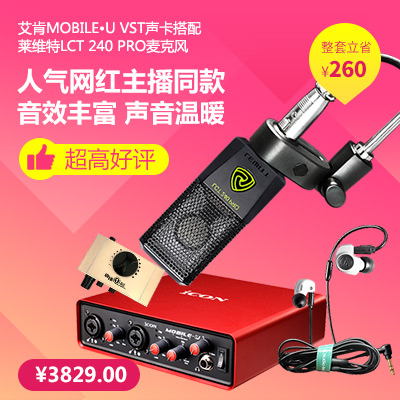 艾肯MOBILE•U VST声卡搭配
莱维特LCT 240 PRO麦克风
整套立省
¥260
人气网红主播同款
音效丰富 声音温暖
超高好评
LEWITT
LCT 240 PRO
iCON
iCON MOBILE-U
¥3829.00